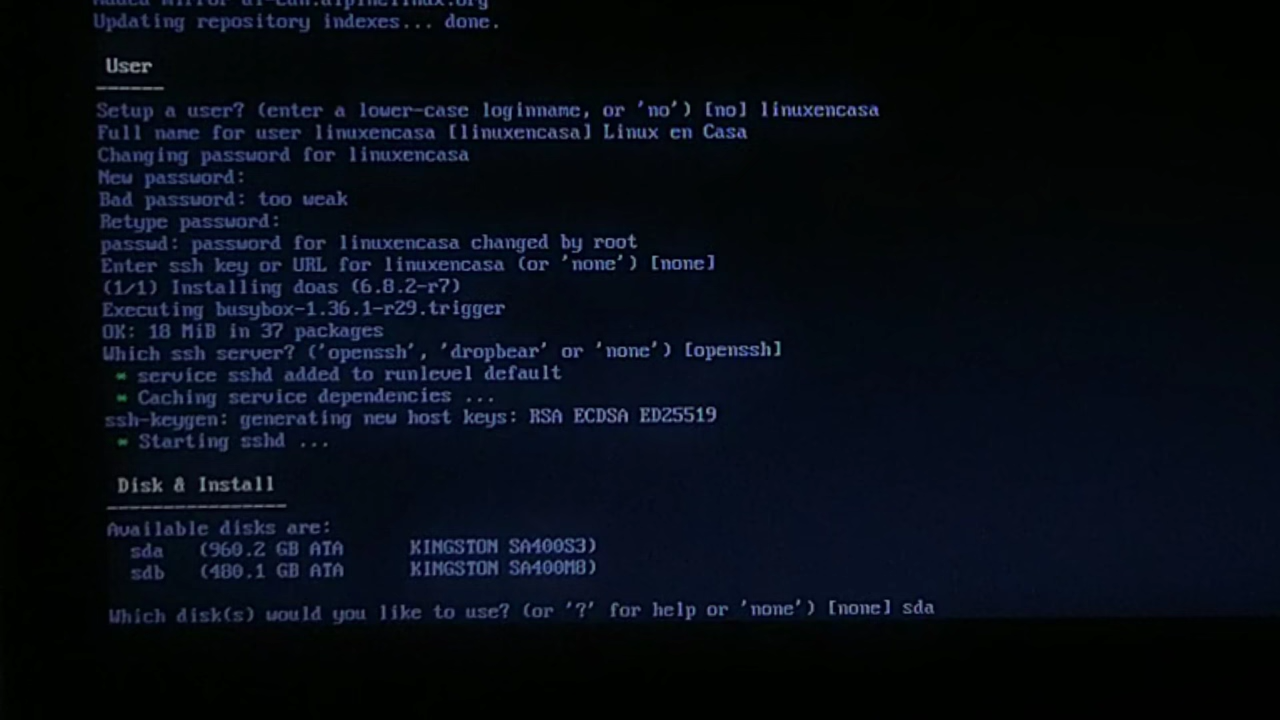 Added mirror dl-cdn.alpinelinux.org
Updating repository indexes... done.
User
------
Setup a user? (enter a lower-case loginname, or 'no') [no] linuxencasa
Full name for user linuxencasa [linuxencasa] Linux en Casa
Changing password for linuxencasa
New password:
Bad password: too weak
Retype password:
passwd: password for linuxencasa changed by root
Enter ssh key or URL for linuxencasa (or 'none') [none]
(1/1) Installing doas (6.8.2-r7)
Executing busybox-1.36.1-r29.trigger
OK: 18 MiB in 37 packages
Which ssh server? ('openssh', 'dropbear' or 'none') [openssh]
* service sshd added to runlevel default
* Caching service dependencies ...
ssh-keygen: generating new host keys: RSA ECDSA ED25519
* Starting sshd ...
Disk & Install
----------------
Available disks are:
sda (960.2 GB ATA KINGSTON SA400S3)
sdb (480.1 GB ATA KINGSTON SA400M8)
Which disk(s) would you like to use? (or '?' for help or 'none') [none] sda